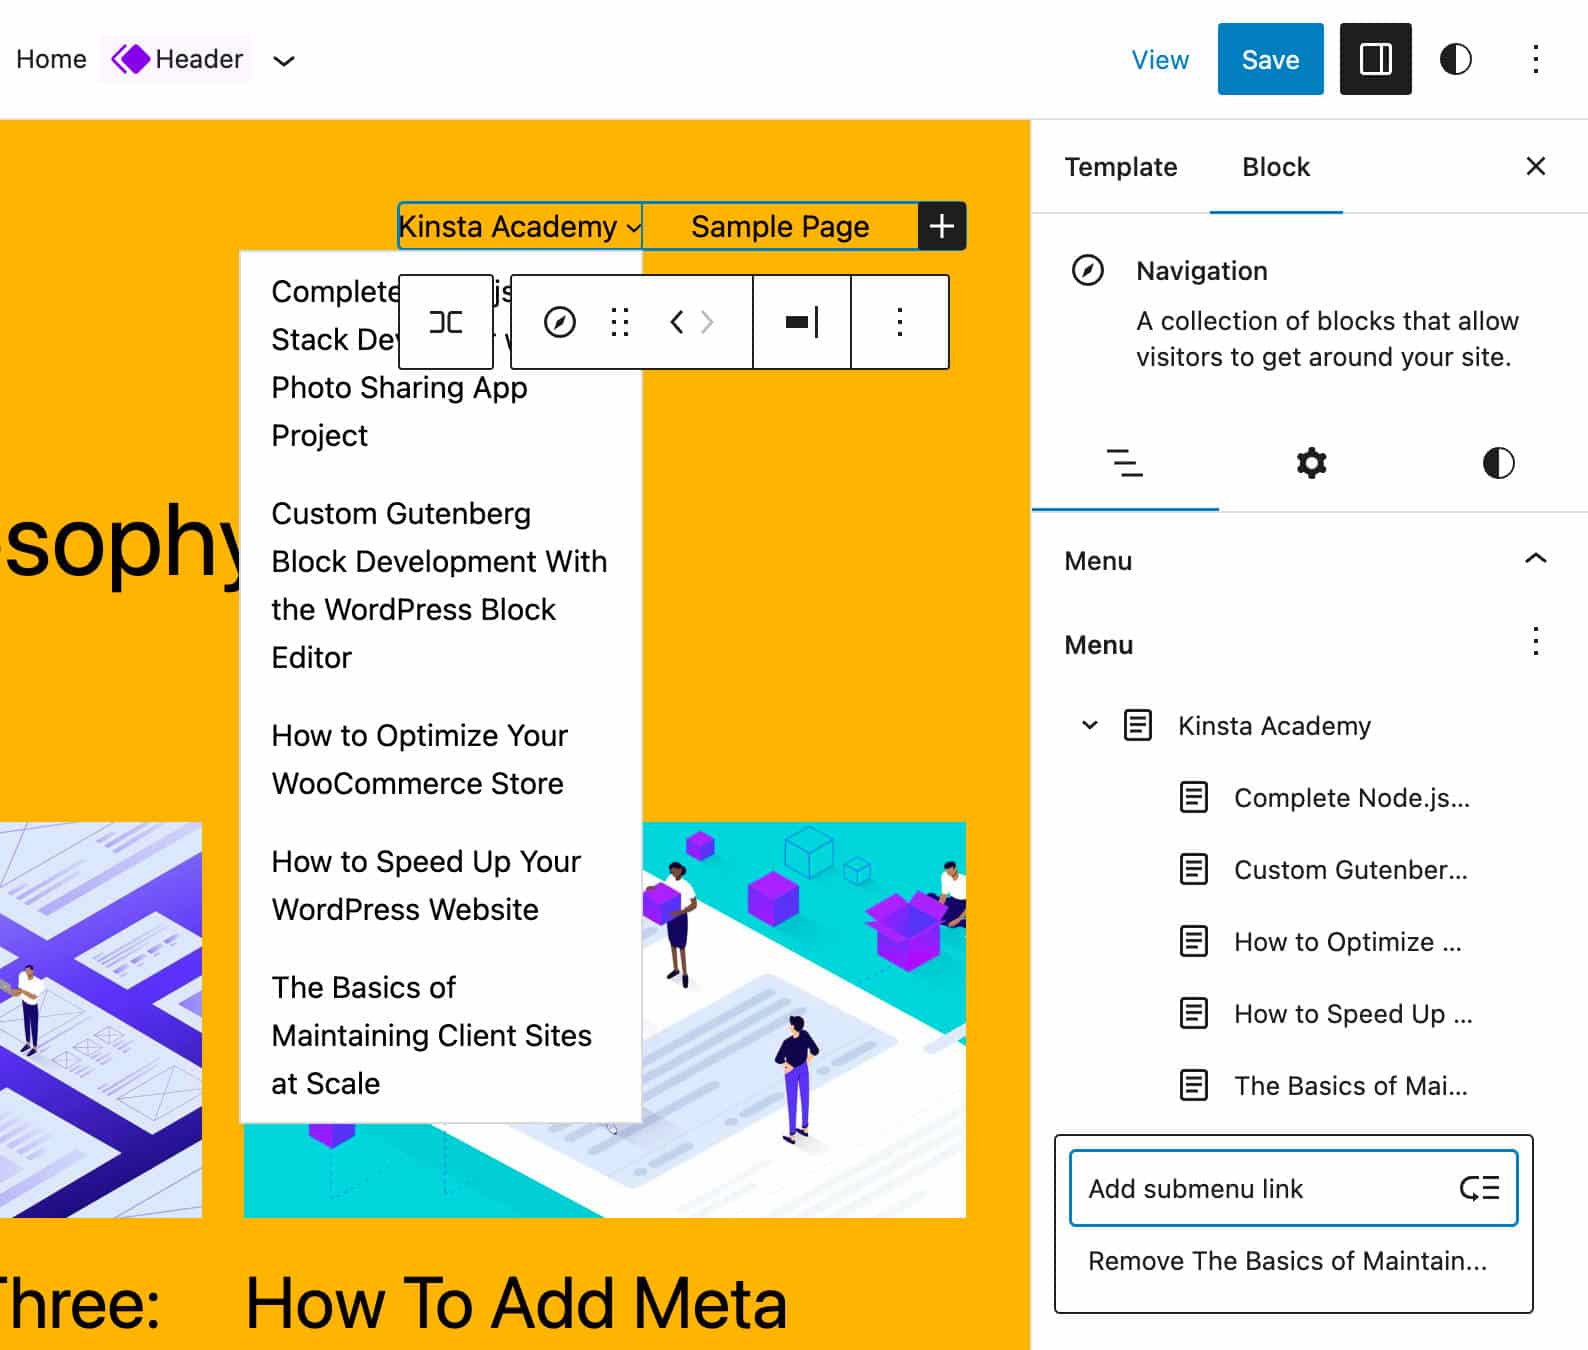 Home
Header
View
Save
Kinsta Academy
Sample Page
Complete
js
Stack De
Photo Sharing App
Project
Custom Gutenberg
Block Development With
the WordPress Block
Editor
How to Optimize Your
WooCommerce Store
How to Speed Up Your
WordPress Website
The Basics of
Maintaining Client Sites
at Scale
sophy
Three:
How To Add Meta
Template
Block
Navigation
A collection of blocks that allow
visitors to get around your site.
Menu
Menu
Kinsta Academy
Complete Node.js...
Custom Gutenber...
How to Optimize ...
How to Speed Up ...
The Basics of Mai...
Add submenu link
Remove The Basics of Maintain...